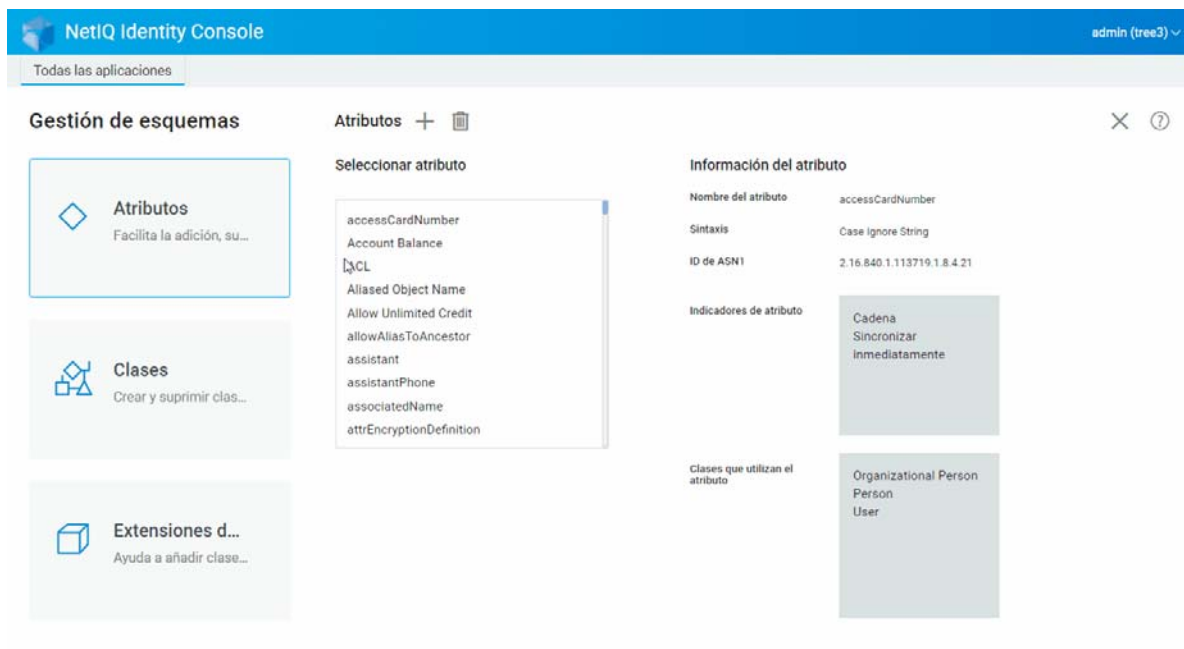 NetIQ Identity Console
admin (tree3)
Todas las aplicaciones
Gestión de esquemas
Atributos
Facilita la adición, su...
Clases
Crear y suprimir clas...
Extensiones d...
Ayuda a añadir clase...
Atributos
Seleccionar atributo
accessCardNumber
Account Balance
ACL
Aliased Object Name
Allow Unlimited Credit
allowAliasToAncestor
assistant
assistantPhone
associatedName
attrEncryptionDefinition
Información del atributo
Nombre del atributo
accessCardNumber
Sintaxis
Case Ignore String
ID de ASN1
2.16.840.1.113719.1.8.4.21
Indicadores de atributo
Cadena
Sincronizar
inmediatamente
Clases que utilizan el
atributo
Organizational Person
Person
User